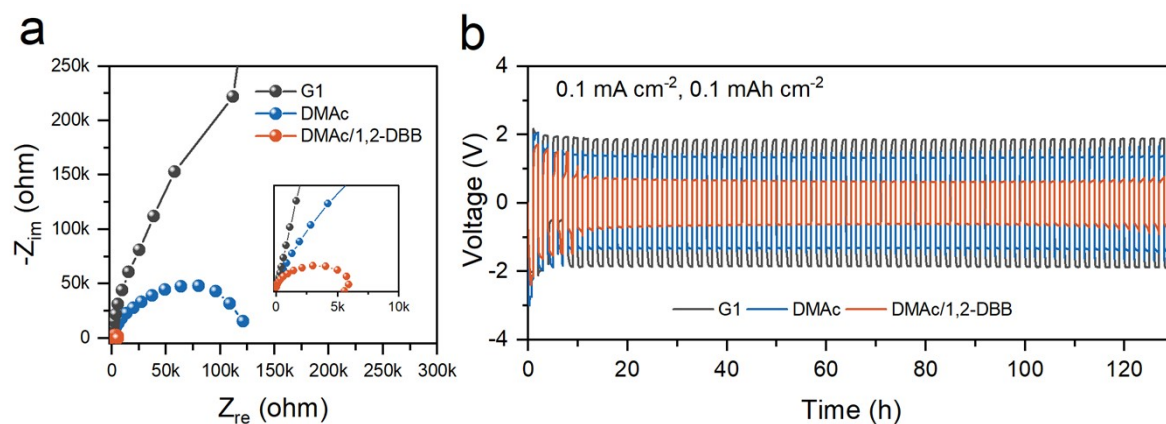 a
250k
200k
150k
100k
50k
0
-Zim (ohm)
G1
DMAc
DMAc/1,2-DBB
0 5k 10k
0 50k 100k 150k 200k 250k 300k
Zre (ohm)
b
4
2
0
-2
-4
Voltage (V)
0.1 mA cm-2, 0.1 mAh cm-2
G1 DMAc DMAc/1,2-DBB
0 20 40 60 80 100 120
Time (h)